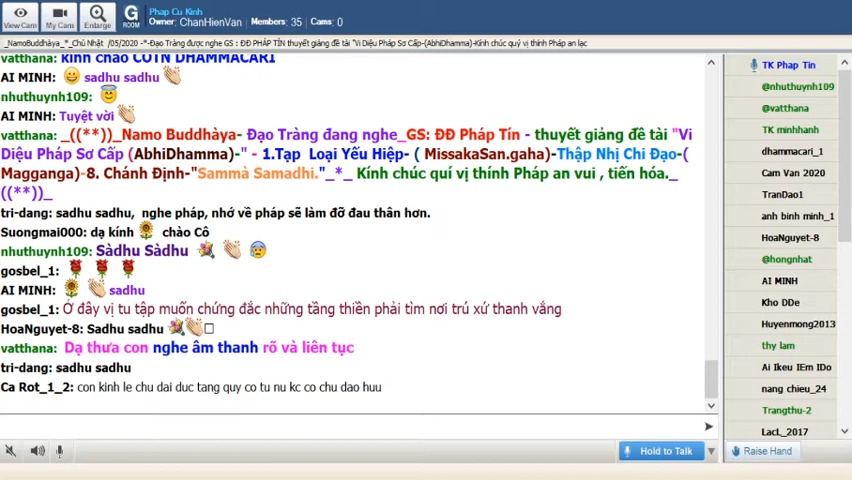 View Cam
My Cam
Enlarge
G
ROOM
Phap Cu Kinh
Owner: ChanHienVan Members: 35 Cams: 0
_NamoBuddhàya_*_Chủ Nhật /05/2020 -*-Đạo Tràng được nghe GS : ĐĐ PHÁP TÍN thuyết giảng đề tài "Vi Diệu Pháp Sơ Cấp-(AbhiDhamma)-Kính chúc quý vị thính Pháp an lạc
vatthana: kính chào COTN DHAMMACARI
AI MINH: sadhu sadhu
nhuthuynh109:
AI MINH: Tuyệt vời
vatthana: _((**))_Namo Buddhàya- Đạo Tràng đang nghe_GS: ĐĐ Pháp Tín - thuyết giảng đề tài "Vi
Diệu Pháp Sơ Cấp (AbhiDhamma)-" - 1.Tạp Loại Yếu Hiệp- ( MissakaSan.gaha)-Thập Nhị Chi Đạo-(
Magganga)-8. Chánh Định-"Sammà Samadhi."_*_ Kính chúc quí vị thính Pháp an vui , tiến hóa._
((**))_
tri-dang: sadhu sadhu, nghe pháp, nhớ về pháp sẽ làm đỡ đau thân hơn.
Suongmai000: dạ kính chào Cô
nhuthuynh109: Sàdhu Sàdhu
gosbel_1:
AI MINH: sadhu
gosbel_1: Ở đây vị tu tập muốn chứng đắc những tầng thiền phải tìm nơi trú xứ thanh vắng
HoaNguyet-8: Sadhu sadhu
vatthana: Dạ thưa con nghe âm thanh rõ và liên tục
tri-dang: sadhu sadhu
Ca Rot_1_2: con kinh le chu dai duc tang quy co tu nu kc co chu dao huu
TK Phap Tin
@nhuthuynh109
@vatthana
TK minhhanh
dhammacari_1
Cam Van 2020
TranDao1
anh binh minh_1
HoaNguyet-8
@hongnhat
AI MINH
Kho DDe
Huyenmong2013
thy lam
Ai Ikeu IEm IDo
nang chieu_24
Trangthu-2
LacL_2017
Hold to Talk
Raise Hand